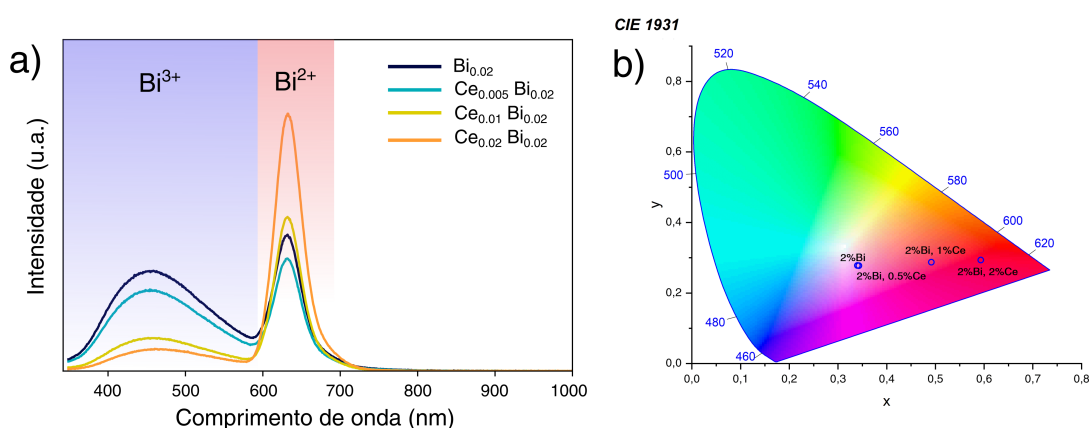 a)
Bi3+
Bi2+
Bi0.02
Ce0.005 Bi0.02
Ce0.01 Bi0.02
Ce0.02 Bi0.02
Intensidade (u.a.)
400 500 600 700 800 900 1000
Comprimento de onda (nm)
CIE 1931
b)
520
540
560
580
600
620
500
480
460
2%Bi
2%Bi, 0.5%Ce
2%Bi, 1%Ce
2%Bi, 2%Ce
0,8
0,6
0,4
0,2
0,0
y
0,0 0,1 0,2 0,3 0,4 0,5 0,6 0,7 0,8
x